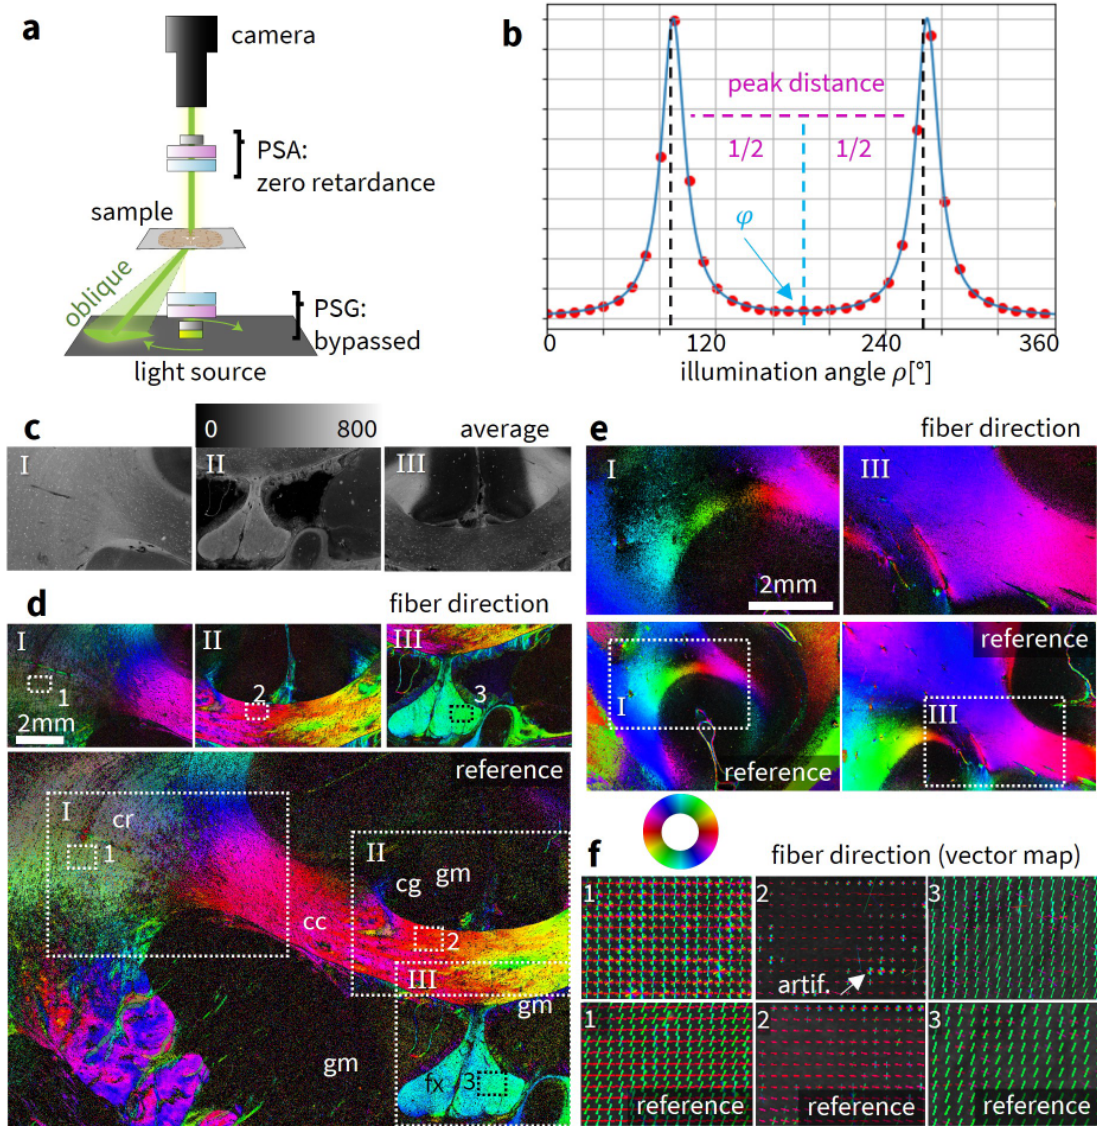 a
camera
PSA:
zero retardance
sample
oblique
PSG:
bypassed
light source
b
peak distance
1/2
1/2
φ
0
120
240
360
illumination angle ρ[°]
c
0
800
average
I
II
III
d
fiber direction
I
II
III
1
2
3
2mm
reference
I
cr
1
II
cg
gm
cc
2
III
gm
gm
fx
3
e
fiber direction
I
III
2mm
reference
I
III
reference
f
fiber direction (vector map)
1
2
3
artif.
1
2
3
reference
reference
reference